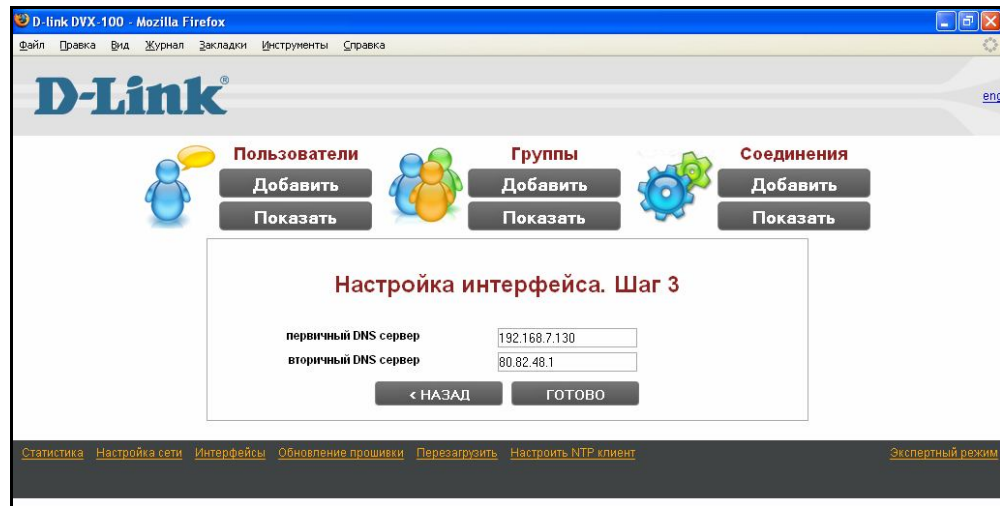 D-link DVX-100 - Mozilla Firefox
Файл Правка Вид Журнал Закладки Инструменты Справка
D-Link®
eng
Пользователи Группы Соединения
Добавить Добавить Добавить
Показать Показать Показать
Настройка интерфейса. Шаг 3
первичный DNS сервер 192.168.7.130
вторичный DNS сервер 80.82.48.1
< НАЗАД ГОТОВО
Статистика Настройка сети Интерфейсы Обновление прошивки Перезагрузить Настроить NTP клиент Экспертный режим